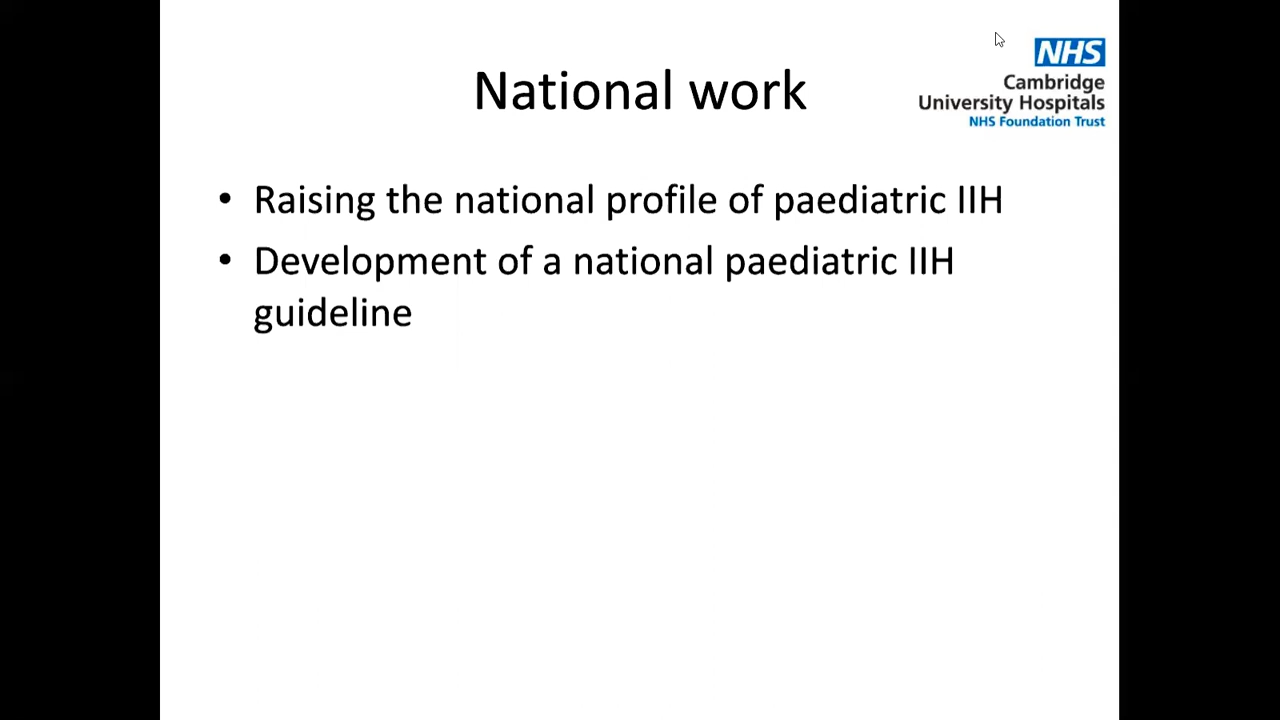 National work
NHS
Cambridge
University Hospitals
NHS Foundation Trust
• Raising the national profile of paediatric IIH
• Development of a national paediatric IIH
guideline